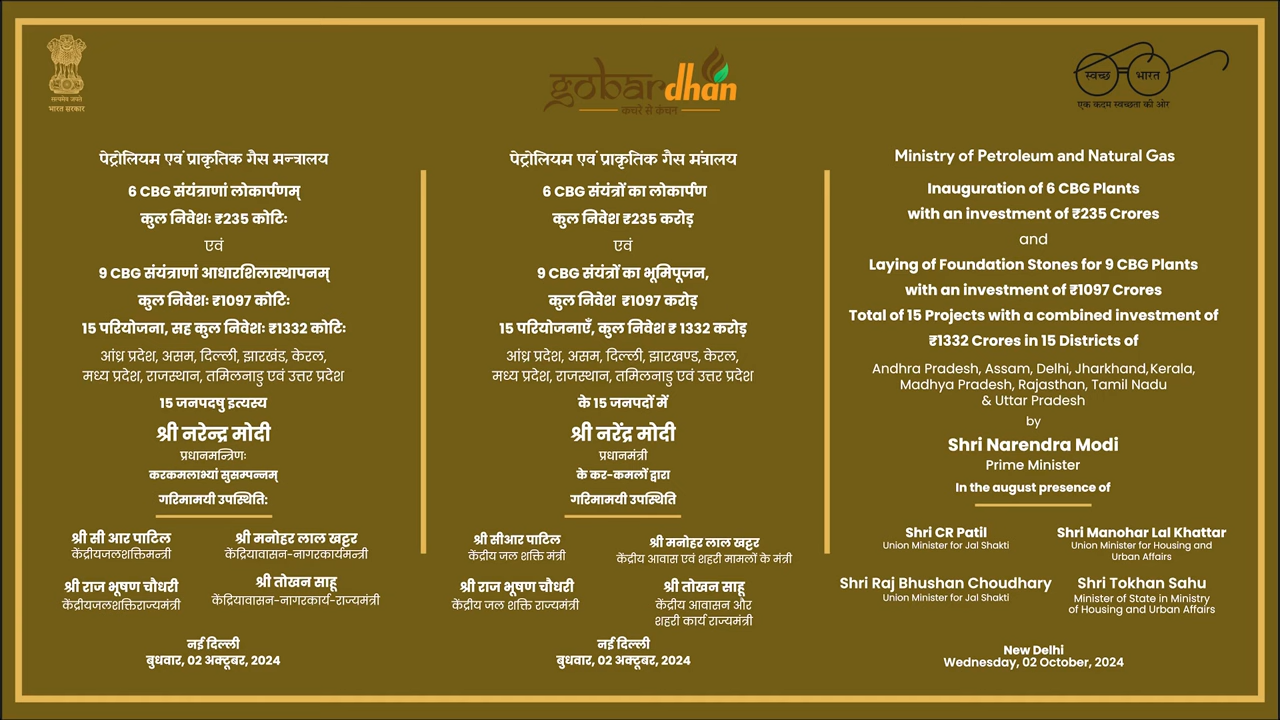 सत्यमेव जयते
भारत सरकार
gobardhan
कचरे से कंचन
स्वच्छ भारत
एक कदम स्वच्छता की ओर
पेट्रोलियम एवं प्राकृतिक गैस मन्त्रालय
6 CBG संयंत्राणां लोकार्पणम्
कुल निवेशः ₹235 कोटिः
एवं
9 CBG संयंत्राणां आधारशिलास्थापनम्
कुल निवेशः ₹1097 कोटिः
15 परियोजना, सह कुल निवेशः ₹1332 कोटिः
आंध्र प्रदेश, असम, दिल्ली, झारखंड, केरल,
मध्य प्रदेश, राजस्थान, तमिलनाडु एवं उत्तर प्रदेश
15 जनपदषु इत्यस्य
श्री नरेन्द्र मोदी
प्रधानमन्त्रिणः
करकमलाभ्यां सुसम्पन्नम्
गरिमामयी उपस्थिति:
श्री सी आर पाटिल
केंद्रीयजलशक्तिमन्त्री
श्री मनोहर लाल खट्टर
केंद्रियावासन-नागरकार्यमन्त्री
श्री राज भूषण चौधरी
केंद्रीयजलशक्तिराज्यमंत्री
श्री तोखन साहू
केंद्रियावासन-नागरकार्य-राज्यमंत्री
नई दिल्ली
बुधवार, 02 अक्टूबर, 2024
पेट्रोलियम एवं प्राकृतिक गैस मंत्रालय
6 CBG संयंत्रों का लोकार्पण
कुल निवेश ₹235 करोड़
एवं
9 CBG संयंत्रों का भूमिपूजन,
कुल निवेश ₹1097 करोड़
15 परियोजनाएँ, कुल निवेश ₹ 1332 करोड़
आंध्र प्रदेश, असम, दिल्ली, झारखण्ड, केरल,
मध्य प्रदेश, राजस्थान, तमिलनाडु एवं उत्तर प्रदेश
के 15 जनपदों में
श्री नरेंद्र मोदी
प्रधानमंत्री
के कर-कमलों द्वारा
गरिमामयी उपस्थिति
श्री सीआर पाटिल
केंद्रीय जल शक्ति मंत्री
श्री मनोहर लाल खट्टर
केंद्रीय आवास एवं शहरी मामलों के मंत्री
श्री राज भूषण चौधरी
केंद्रीय जल शक्ति राज्यमंत्री
श्री तोखन साहू
केंद्रीय आवासन और
शहरी कार्य राज्यमंत्री
नई दिल्ली
बुधवार, 02 अक्टूबर, 2024
Ministry of Petroleum and Natural Gas
Inauguration of 6 CBG Plants
with an investment of ₹235 Crores
and
Laying of Foundation Stones for 9 CBG Plants
with an investment of ₹1097 Crores
Total of 15 Projects with a combined investment of
₹1332 Crores in 15 Districts of
Andhra Pradesh, Assam, Delhi, Jharkhand, Kerala,
Madhya Pradesh, Rajasthan, Tamil Nadu
& Uttar Pradesh
by
Shri Narendra Modi
Prime Minister
In the august presence of
Shri CR Patil
Union Minister for Jal Shakti
Shri Manohar Lal Khattar
Union Minister for Housing and
Urban Affairs
Shri Raj Bhushan Choudhary
Union Minister for Jal Shakti
Shri Tokhan Sahu
Minister of State in Ministry
of Housing and Urban Affairs
New Delhi
Wednesday, 02 October, 2024